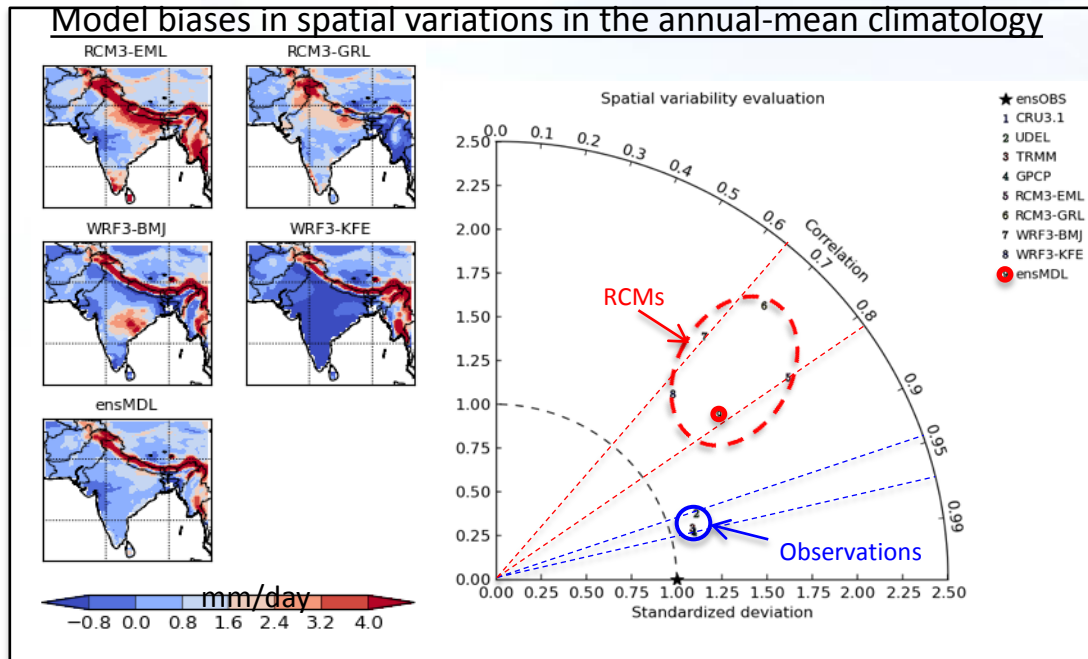 Model biases in spatial variations in the annual-mean climatology
RCM3-EML
RCM3-GRL
WRF3-BMJ
WRF3-KFE
ensMDL
mm/day
−0.8 0.0 0.8 1.6 2.4 3.2 4.0
Spatial variability evaluation
0.0 0.1 0.2 0.3 0.4 0.5 0.6 0.7 0.8 0.9 0.95 0.99
Correlation
2.50
2.25
2.00
1.75
1.50
1.25
1.00
0.75
0.50
0.25
0.00
0.00 0.25 0.50 0.75 1.00 1.25 1.50 1.75 2.00 2.25 2.50
Standardized deviation
RCMs
6
7
5
8
2
3
4
Observations
ensOBS
1 CRU3.1
2 UDEL
3 TRMM
4 GPCP
5 RCM3-EML
6 RCM3-GRL
7 WRF3-BMJ
8 WRF3-KFE
ensMDL